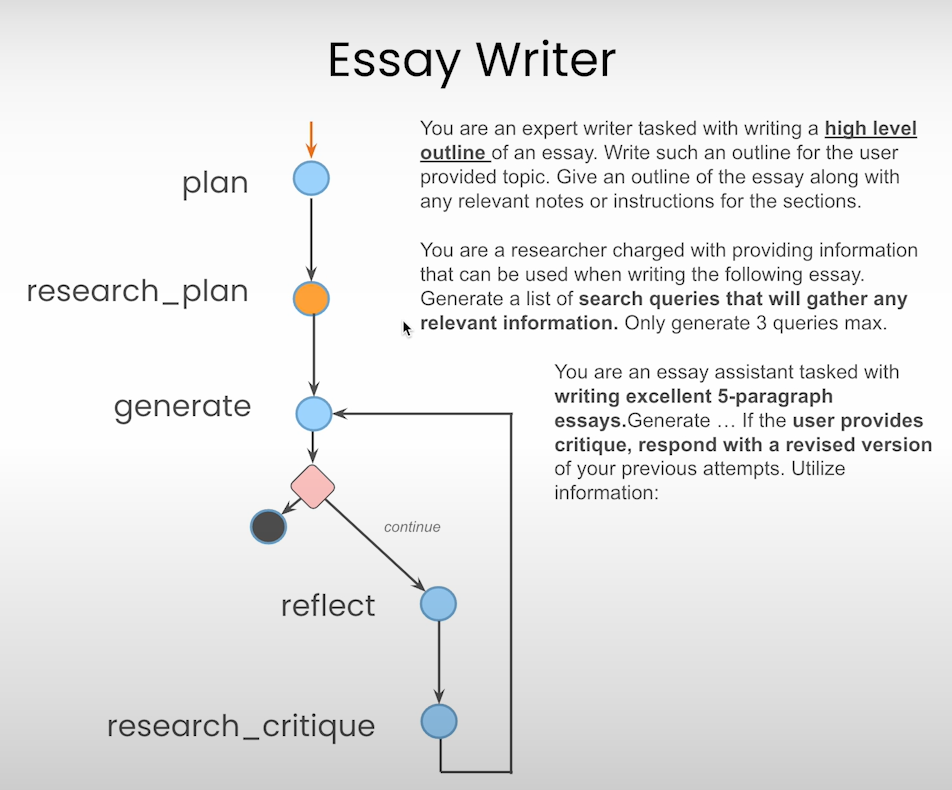 Essay Writer
You are an expert writer tasked with writing a high level
outline of an essay. Write such an outline for the user
plan
provided topic. Give an outline of the essay along with
any relevant notes or instructions for the sections.
You are a researcher charged with providing information
that can be used when writing the following essay.
research_plan
Generate a list of search queries that will gather any
relevant information. Only generate 3 queries max.
You are an essay assistant tasked with
writing excellent 5-paragraph
generate
essays.Generate … If the user provides
critique, respond with a revised version
of your previous attempts. Utilize
information:
continue
reflect
research_critique